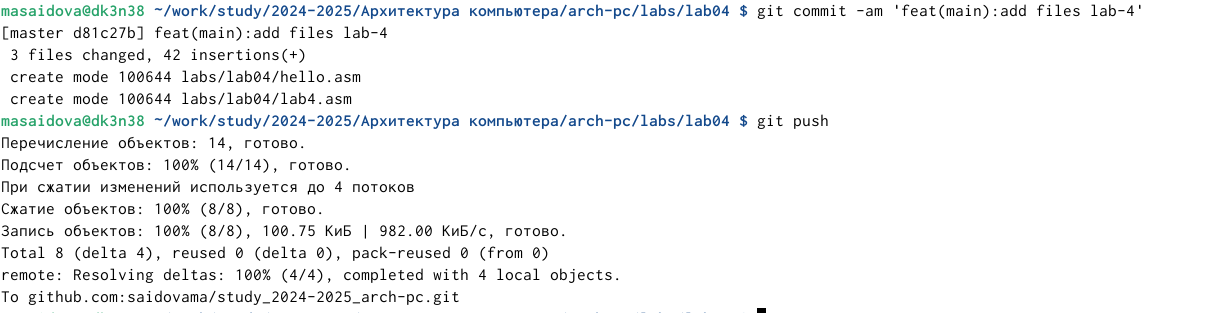 masaidova@dk3n38 ~/work/study/2024-2025/Архитектура компьютера/arch-pc/labs/lab04 $ git commit -am 'feat(main):add files lab-4'
[master d81c27b] feat(main):add files lab-4
 3 files changed, 42 insertions(+)
 create mode 100644 labs/lab04/hello.asm
 create mode 100644 labs/lab04/lab4.asm
masaidova@dk3n38 ~/work/study/2024-2025/Архитектура компьютера/arch-pc/labs/lab04 $ git push
Перечисление объектов: 14, готово.
Подсчет объектов: 100% (14/14), готово.
При сжатии изменений используется до 4 потоков
Сжатие объектов: 100% (8/8), готово.
Запись объектов: 100% (8/8), 100.75 КиБ | 982.00 КиБ/с, готово.
Total 8 (delta 4), reused 0 (delta 0), pack-reused 0 (from 0)
remote: Resolving deltas: 100% (4/4), completed with 4 local objects.
To github.com:saidovama/study_2024-2025_arch-pc.git